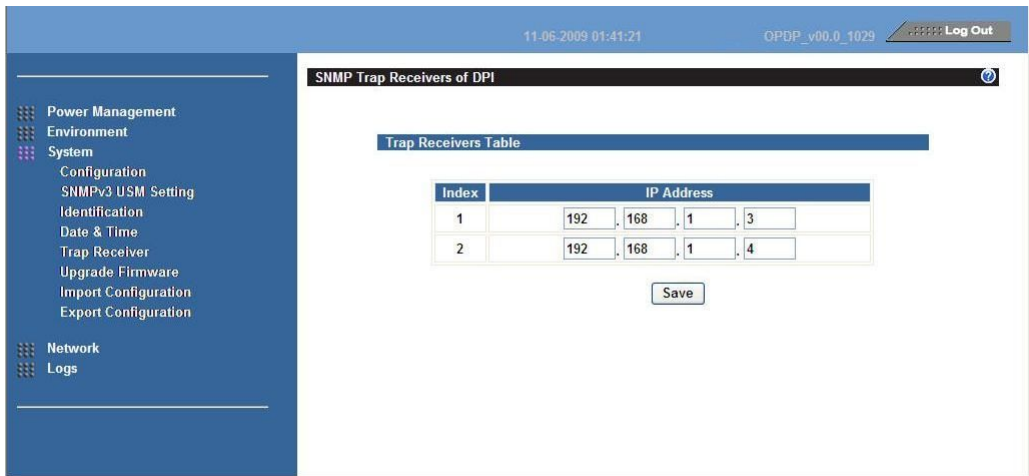 11-06-2009 01:41:21 OPDP_v00.0_1029 Log Out
SNMP Trap Receivers of DPI ?
Power Management
Environment
System
Configuration
SNMPv3 USM Setting
Identification
Date & Time
Trap Receiver
Upgrade Firmware
Import Configuration
Export Configuration
Network
Logs
Trap Receivers Table
Index IP Address
1 192 . 168 . 1 . 3
2 192 . 168 . 1 . 4
Save